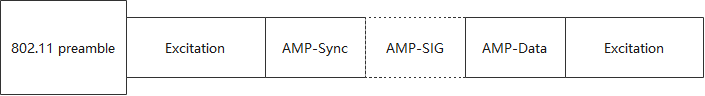 802.11 preamble
Excitation
AMP-Sync
AMP-SIG
AMP-Data
Excitation